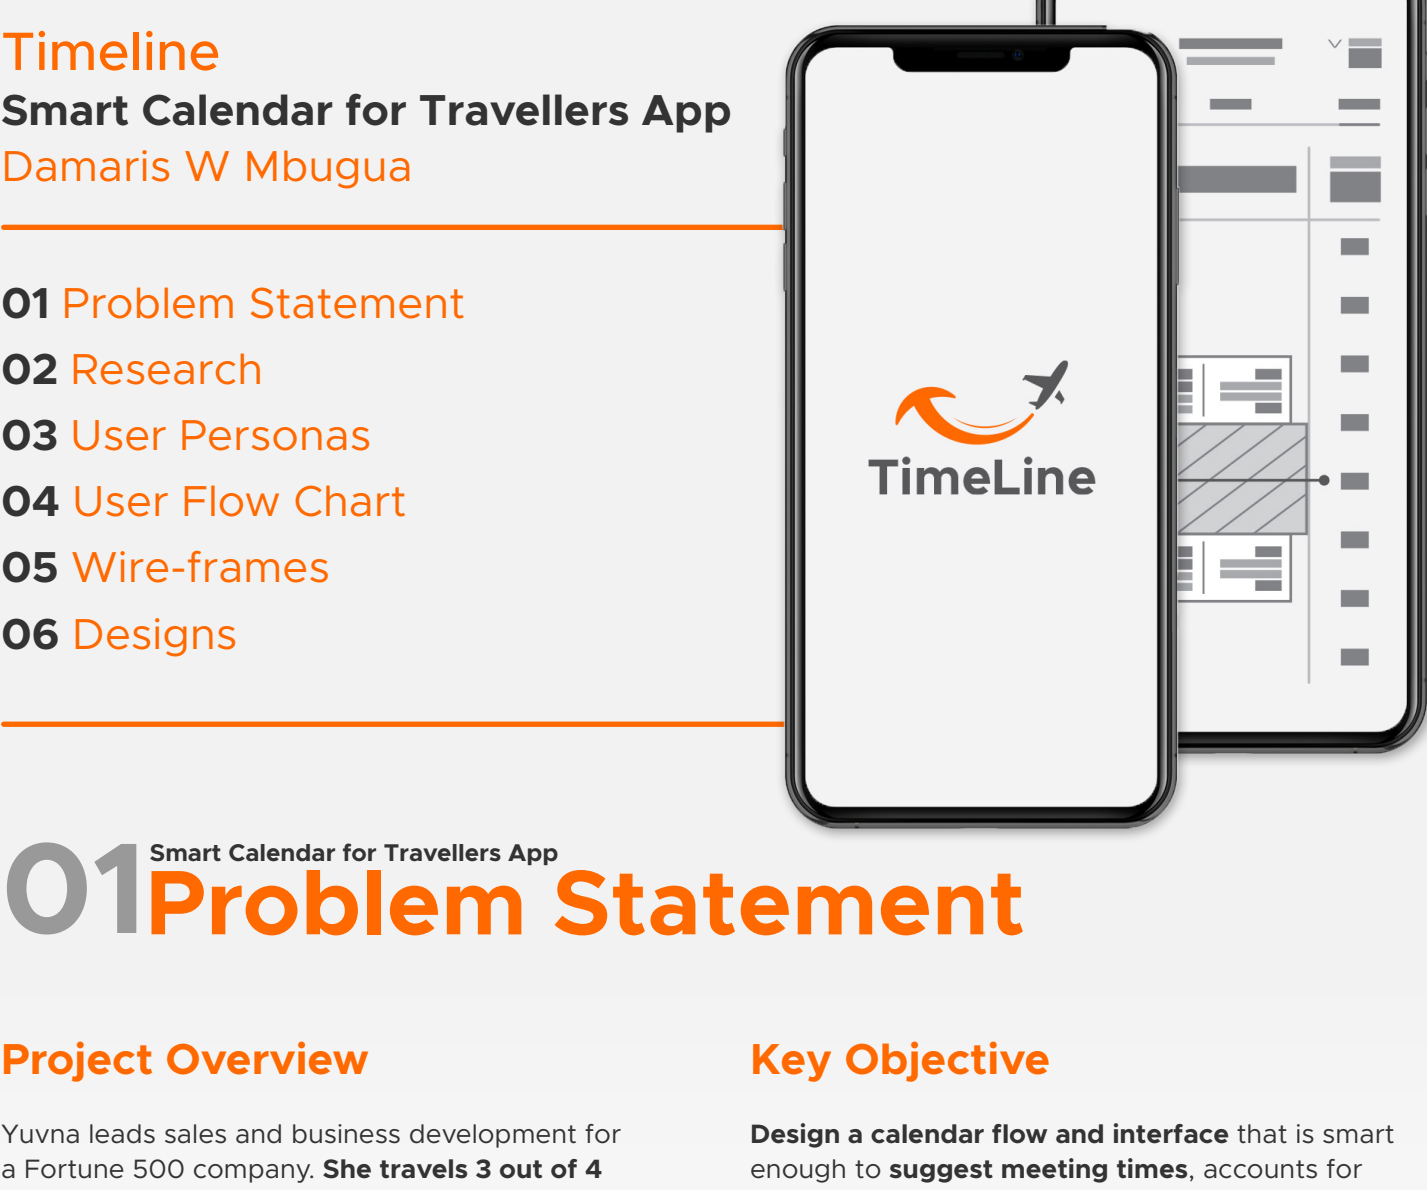 Timeline
Smart Calendar for Travellers App
Damaris W Mbugua
01 Problem Statement
02 Research
03 User Personas
04 User Flow Chart
05 Wire-frames
06 Designs
TimeLine
01
Smart Calendar for Travellers App
Problem Statement
Project Overview
Yuvna leads sales and business development for
a Fortune 500 company. She travels 3 out of 4
Key Objective
Design a calendar flow and interface that is smart
enough to suggest meeting times, accounts for